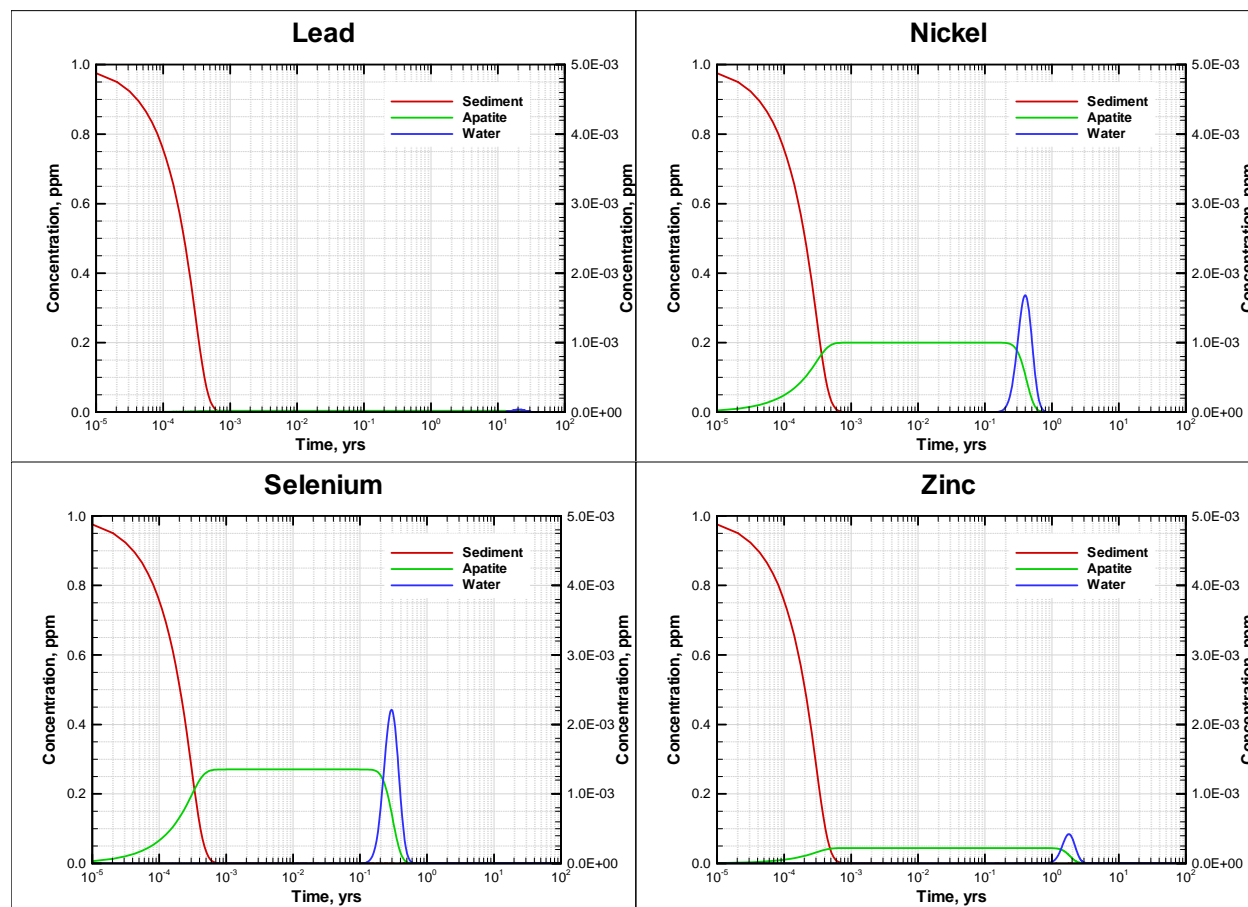 Lead
1.0
0.8
0.6
0.4
0.2
0.0
Concentration, ppm
5.0E-03
4.0E-03
3.0E-03
2.0E-03
1.0E-03
0.0E+00
Concentration, ppm
Sediment
Apatite
Water
10-5 10-4 10-3 10-2 10-1 100 101 102
Time, yrs
Nickel
1.0
0.8
0.6
0.4
0.2
0.0
Concentration, ppm
5.0E-03
4.0E-03
3.0E-03
2.0E-03
1.0E-03
0.0E+00
Concentration, ppm
Sediment
Apatite
Water
10-5 10-4 10-3 10-2 10-1 100 101 102
Time, yrs
Selenium
1.0
0.8
0.6
0.4
0.2
0.0
Concentration, ppm
5.0E-03
4.0E-03
3.0E-03
2.0E-03
1.0E-03
0.0E+00
Concentration, ppm
Sediment
Apatite
Water
10-5 10-4 10-3 10-2 10-1 100 101 102
Time, yrs
Zinc
1.0
0.8
0.6
0.4
0.2
0.0
Concentration, ppm
5.0E-03
4.0E-03
3.0E-03
2.0E-03
1.0E-03
0.0E+00
Concentration, ppm
Sediment
Apatite
Water
10-5 10-4 10-3 10-2 10-1 100 101 102
Time, yrs